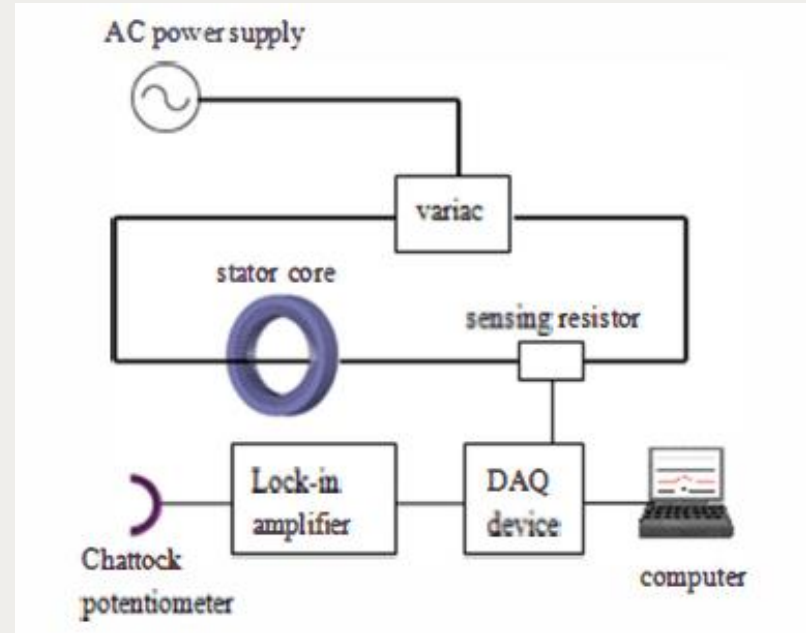 AC power supply
variac
stator core
sensing resistor
Lock-in
amplifier
DAQ
device
Chattock
potentiometer
computer